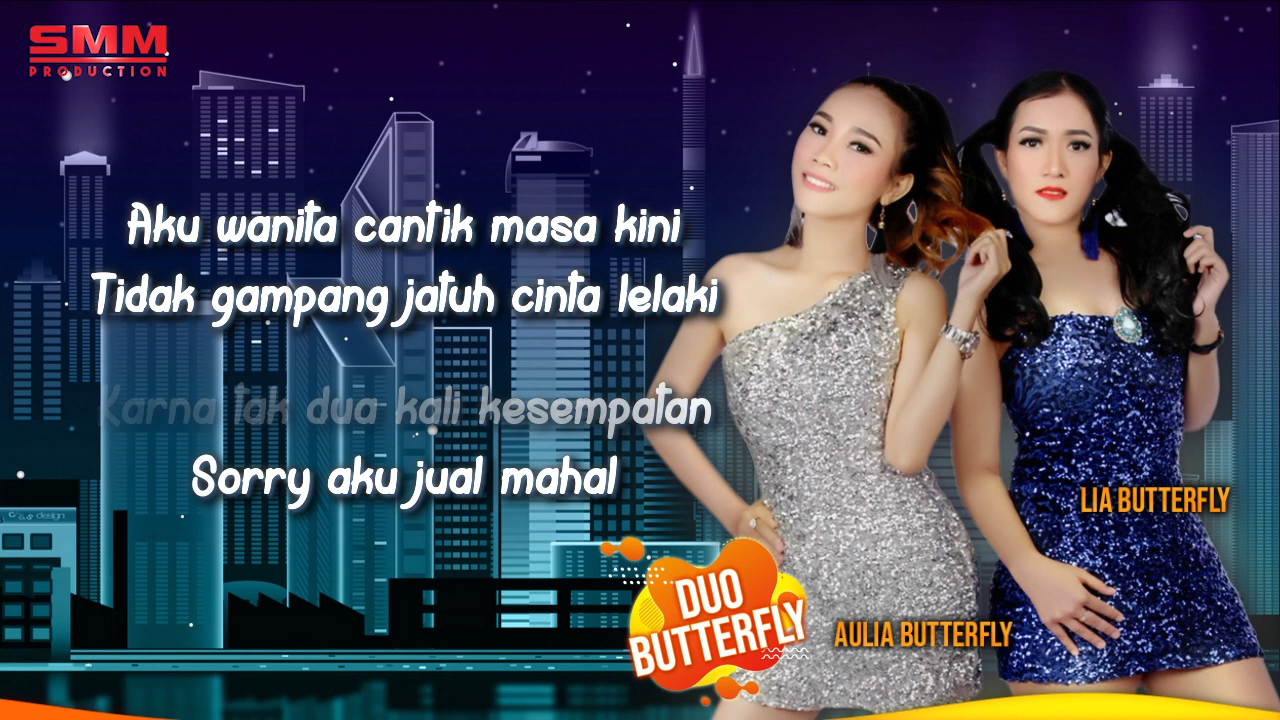 SMM
PRODUCTION
Aku wanita cantik masa kini
Tidak gampang jatuh cinta lelaki
Karna tak dua kali kesempatan
Sorry aku jual mahal
LIA BUTTERFLY
DUO
BUTTERFLY
AULIA BUTTERFLY
design